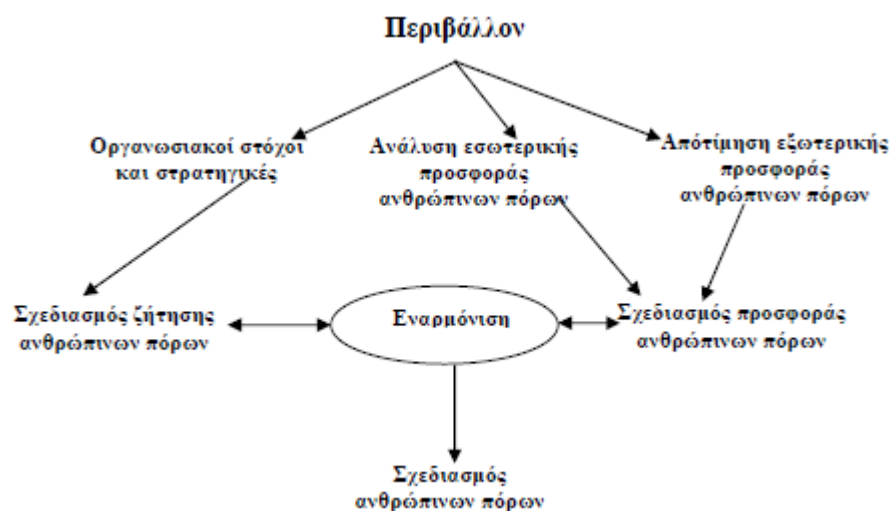 Περιβάλλον
Οργανωσιακοί στόχοι
και στρατηγικές
Ανάλυση εσωτερικής
προσφοράς
ανθρώπινων πόρων
Απότίμηση εξωτερικής
προσφοράς
ανθρώπινων πόρων
Σχεδιασμός ζήτησης
ανθρώπινων πόρων
Εναρμόνιση
Σχεδιασμός προσφοράς
ανθρώπινων πόρων
Σχεδιασμός
ανθρώπινων πόρων